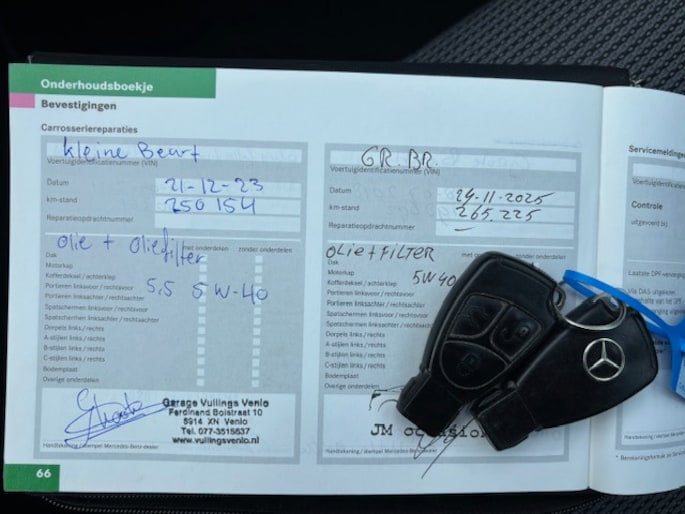 Onderhoudsboekje
Bevestigingen
Carrosseriereparaties
kleine Beurt
Voertuigidentificatienummer (VIN)
Datum 21-12-23
km-stand 250 154
Reparatieopdrachtnummer
olie + oliefilter
met onderdelen zonder onderdelen
Dak
Motorkap
Kofferdeksel / achterklep
Portieren linksvoor / rechtsvoor
5.5 5W-40
Portieren linksachter / rechtsachter
Spatschermen linksvoor / rechtsvoor
Spatschermen linksachter / rechtsachter
Dorpels links / rechts
A-stijlen links / rechts
B-stijlen links / rechts
C-stijlen links / rechts
Bodemplaat
Overige onderdelen
Garage Vullings Venlo
Ferdinand Bolstraat 10
5914 XN Venlo
Tel. 077-3515637
www.vullingsvenlo.nl
Handtekening / stempel Mercedes-Benz-dealer
66
GR. BR.
Voertuigidentificatienummer (VIN)
Datum 24-11-2025
km-stand 265.225
Reparatieopdrachtnummer –
OLIE + FILTER
zonder onderdelen
Dak
Motorkap
5W40
Kofferdeksel / achterklep
Portieren linksvoor / rechtsvoor
Portieren linksachter / rechtsachter
Spatschermen linksvoor / rechtsvoor
Spatschermen linksachter / rechtsachter
Dorpels links / rechts
A-stijlen links / rechts
B-stijlen links / rechts
C-stijlen links / rechts
Bodemplaat
Overige onderdelen
JM
Handtekening / stempel Mercedes-Benz-dealer
Controle
uitgevoerd bij